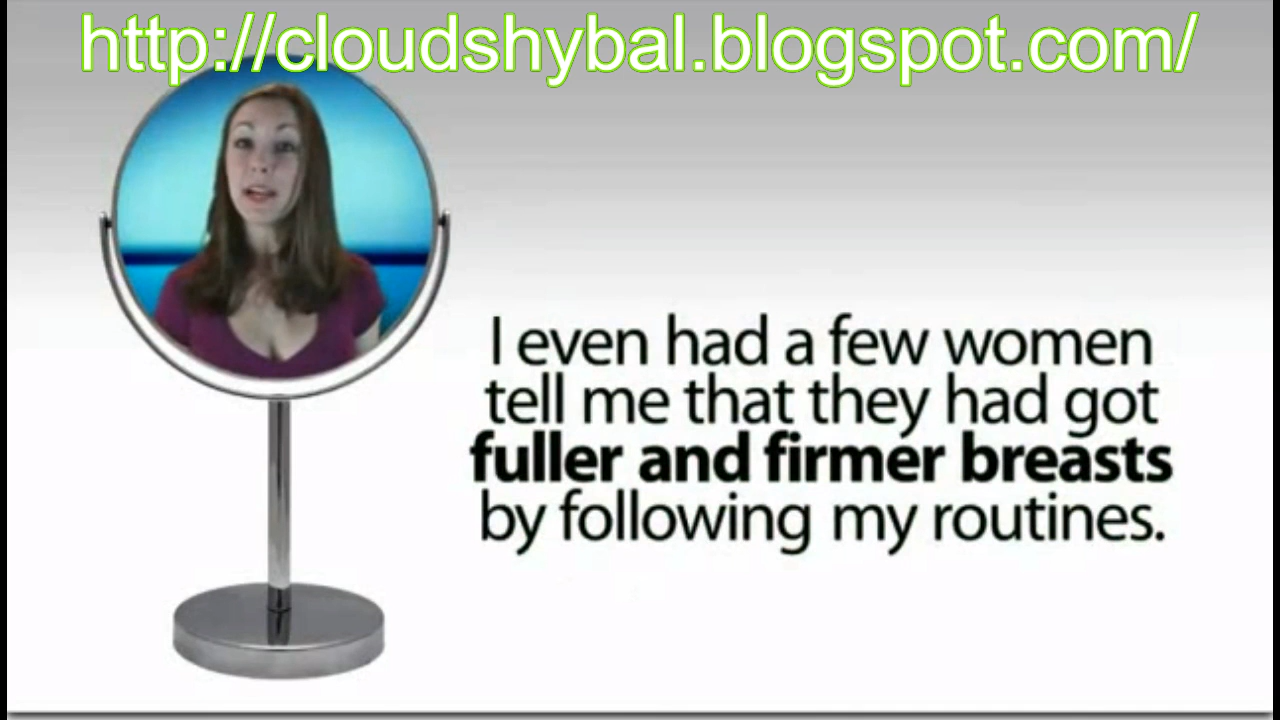 http://cloudshybal.blogspot.com/
I even had a few women
tell me that they had got
fuller and firmer breasts
by following my routines.